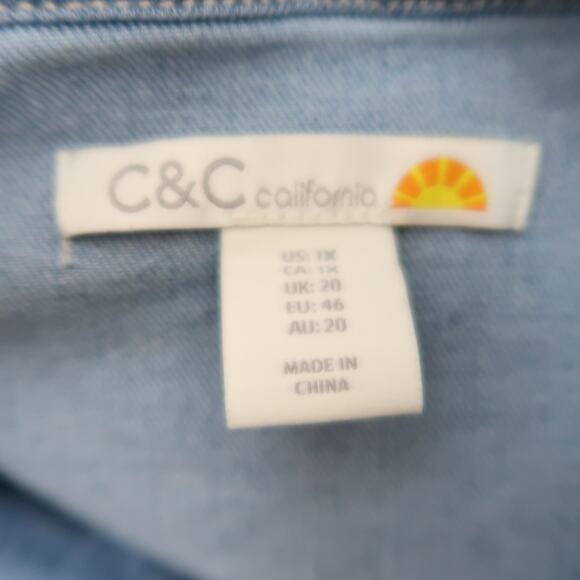 C&C california
US: 1X
CA: 1X
UK: 20
EU: 46
AU: 20
MADE IN
CHINA